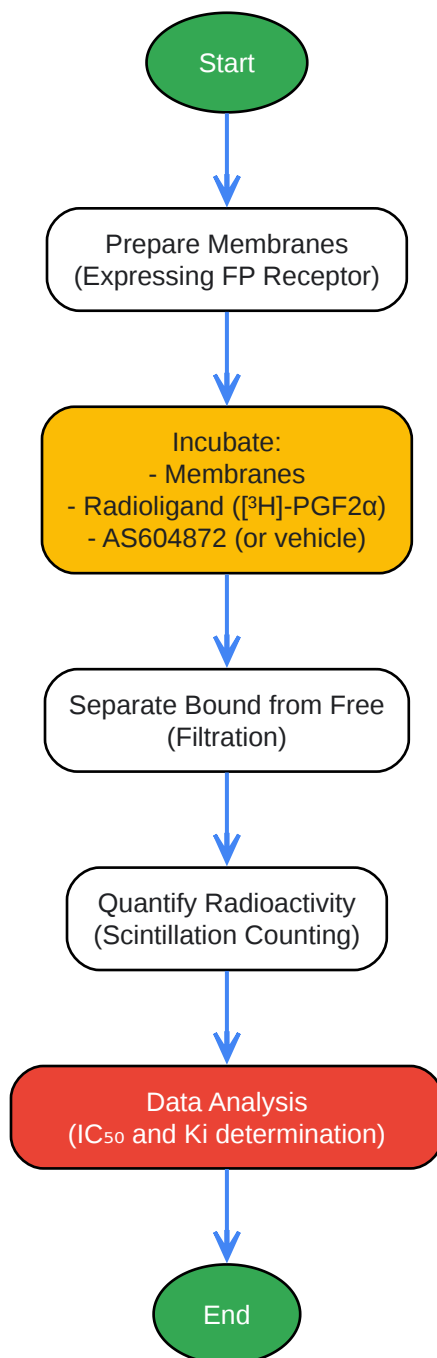 Start
Prepare Membranes
(Expressing FP Receptor)
Incubate:
- Membranes
- Radioligand ([³H]-PGF2α)
- AS604872 (or vehicle)
Separate Bound from Free
(Filtration)
Quantify Radioactivity
(Scintillation Counting)
Data Analysis
(IC₅₀ and Ki determination)
End